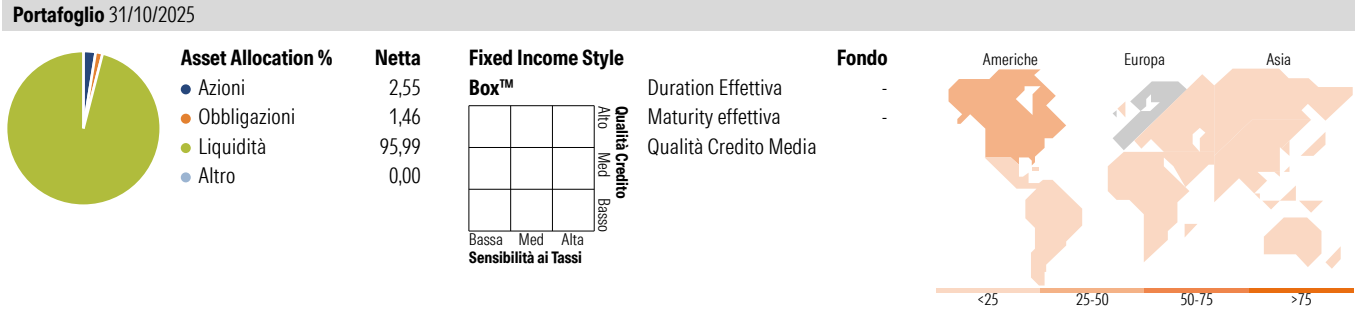 Portafoglio 31/10/2025
Asset Allocation % Netta
Azioni 2,55
Obbligazioni 1,46
Liquidità 95,99
Altro 0,00
Fixed Income Style
Box™
Alto
Med
Basso
Qualità Credito
Bassa Med Alta
Sensibilità ai Tassi
Fondo
Duration Effettiva -
Maturity effettiva -
Qualità Credito Media
Americhe Europa Asia
<25 25-50 50-75 >75